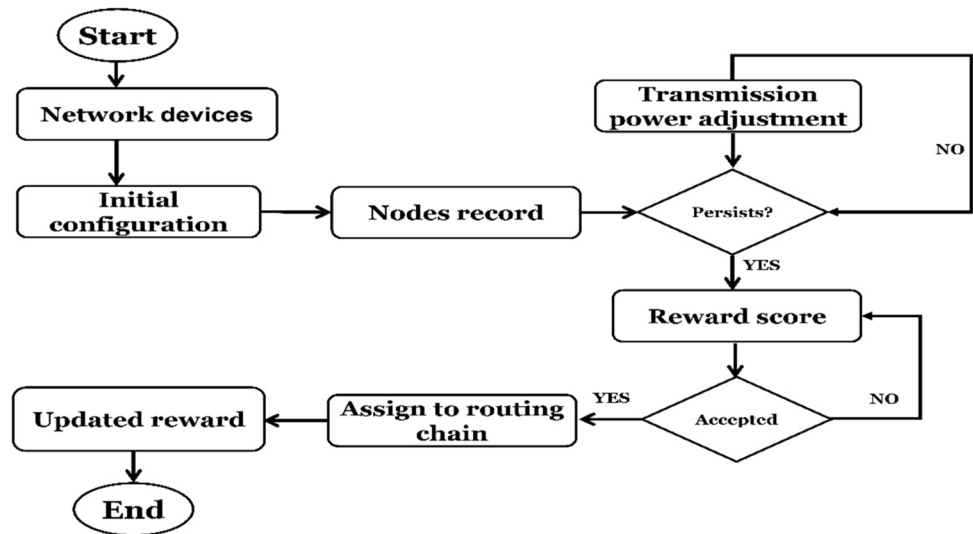 Start
Network devices
Initial
configuration
Nodes record
Transmission
power adjustment
NO
Persists?
YES
Reward score
Accepted
NO
YES
Assign to routing
chain
Updated reward
End